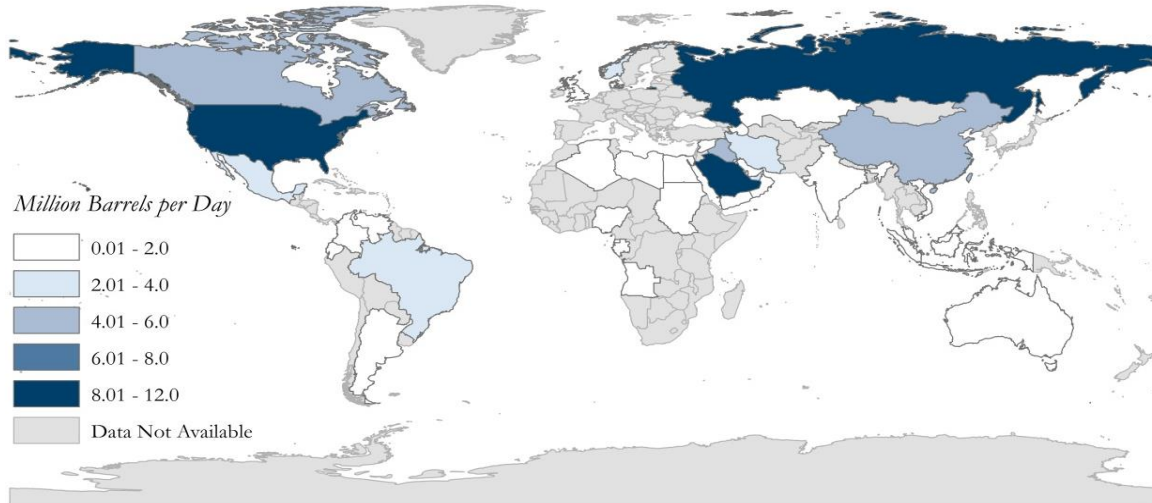 Million Barrels per Day
0.01 - 2.0
2.01 - 4.0
4.01 - 6.0
6.01 - 8.0
8.01 - 12.0
Data Not Available